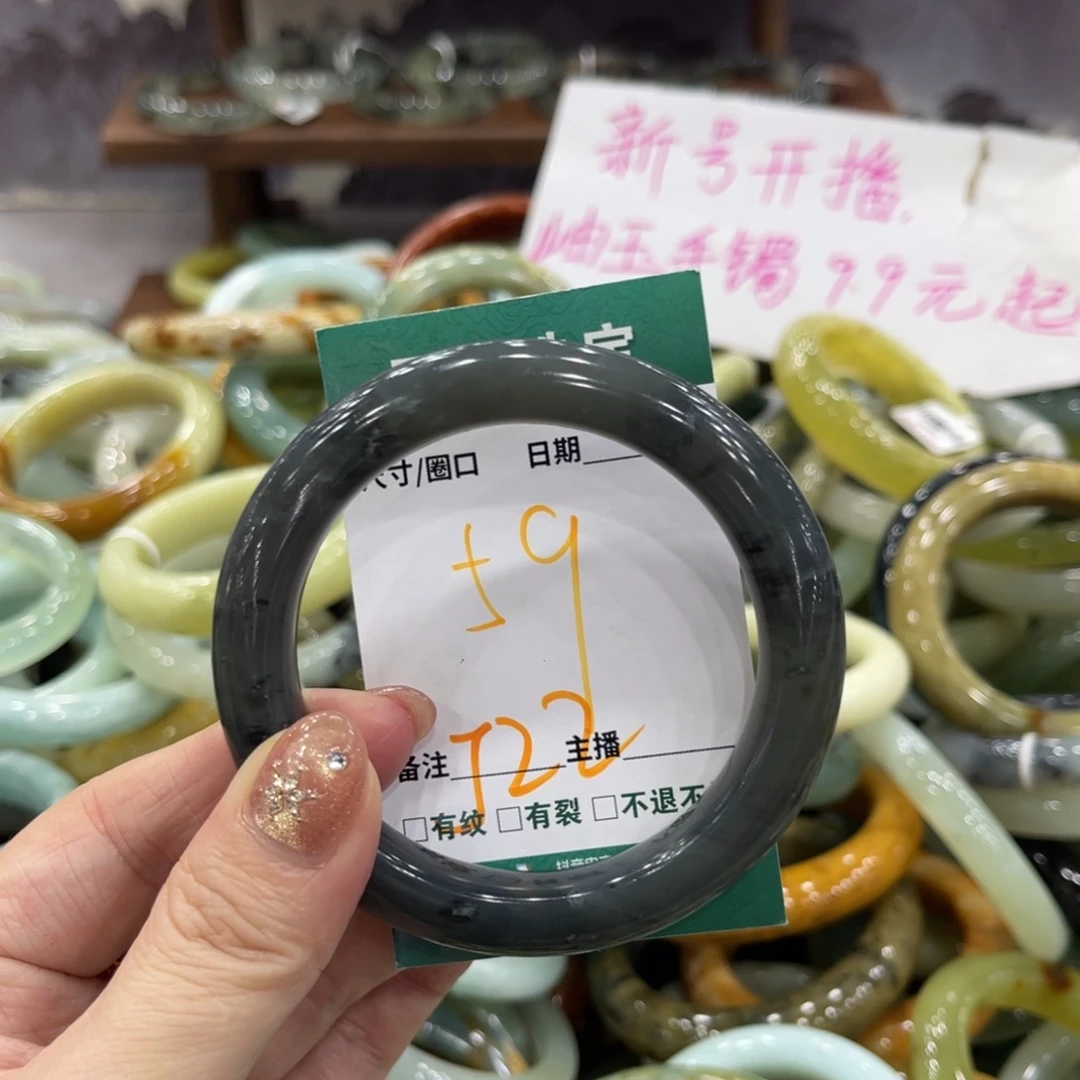 新号开播.
岫玉手镯 9.9元起
尺寸/圈口 日期
59
T22
备注 主播
□有纹 □有裂 □不退不